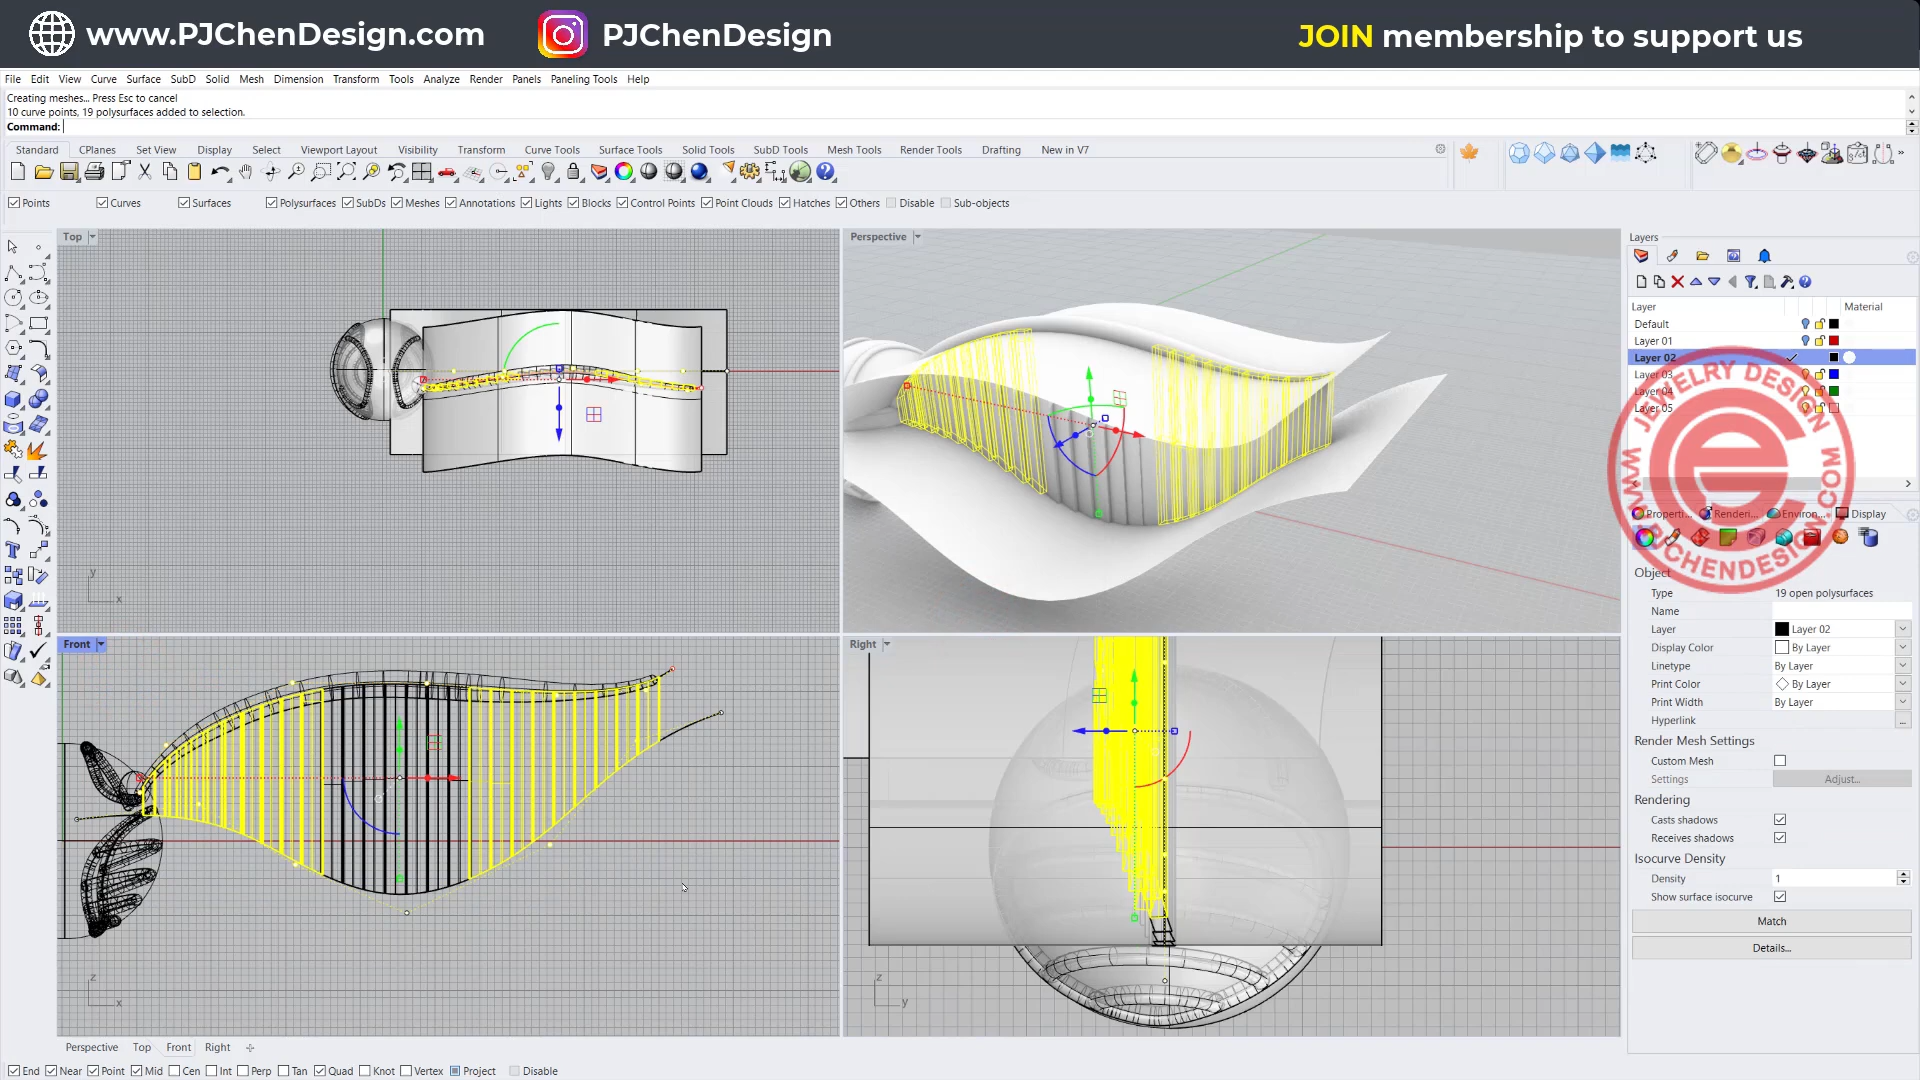 www.PJChenDesign.com PJChenDesign JOIN membership to support us
File Edit View Curve Surface SubD Solid Mesh Dimension Transform Tools Analyze Render Panels Paneling Tools Help
Creating meshes... Press Esc to cancel
10 curve points, 19 polysurfaces added to selection.
Command:
Standard CPlanes Set View Display Select Viewport Layout Visibility Transform Curve Tools Surface Tools Solid Tools SubD Tools Mesh Tools Render Tools Drafting New in V7
Points Curves Surfaces Polysurfaces SubDs Meshes Annotations Lights Blocks Control Points Point Clouds Hatches Others Disable Sub-objects
Top
Perspective
Layers
Layer Material
Default
Layer 01
Layer 02
Layer 03
Layer 04
Layer 05
JEWELRY DESIGN
WWW.PJCHENDESIGN.COM
Properti... Renderi... Environ... Display
Object
Type 19 open polysurfaces
Name
Layer Layer 02
Display Color By Layer
Linetype By Layer
Print Color By Layer
Print Width By Layer
Hyperlink ...
Render Mesh Settings
Custom Mesh
Settings Adjust...
Rendering
Casts shadows
Receives shadows
Isocurve Density
Density 1
Show surface isocurve
Match
Details...
y
x
Front
Right
z
x
z
y
Perspective Top Front Right
End Near Point Mid Cen Int Perp Tan Quad Knot Vertex Project Disable